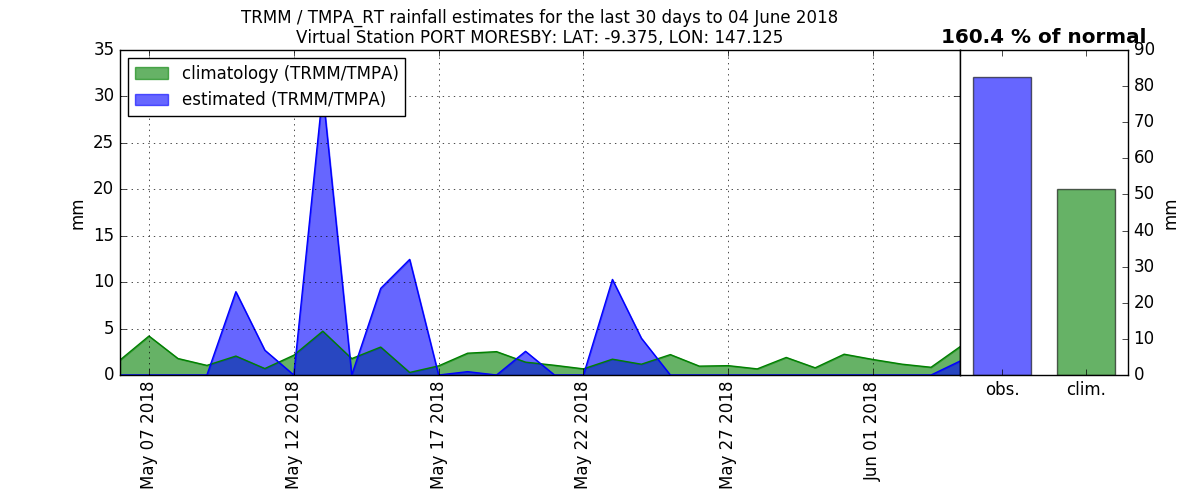 TRMM / TMPA_RT rainfall estimates for the last 30 days to 04 June 2018
Virtual Station PORT MORESBY: LAT: -9.375, LON: 147.125
160.4 % of normal
climatology (TRMM/TMPA)
estimated (TRMM/TMPA)
35
30
25
20
15
10
5
0
mm
May 07 2018
May 12 2018
May 17 2018
May 22 2018
May 27 2018
Jun 01 2018
obs.
clim.
90
80
70
60
50
40
30
20
10
0
mm